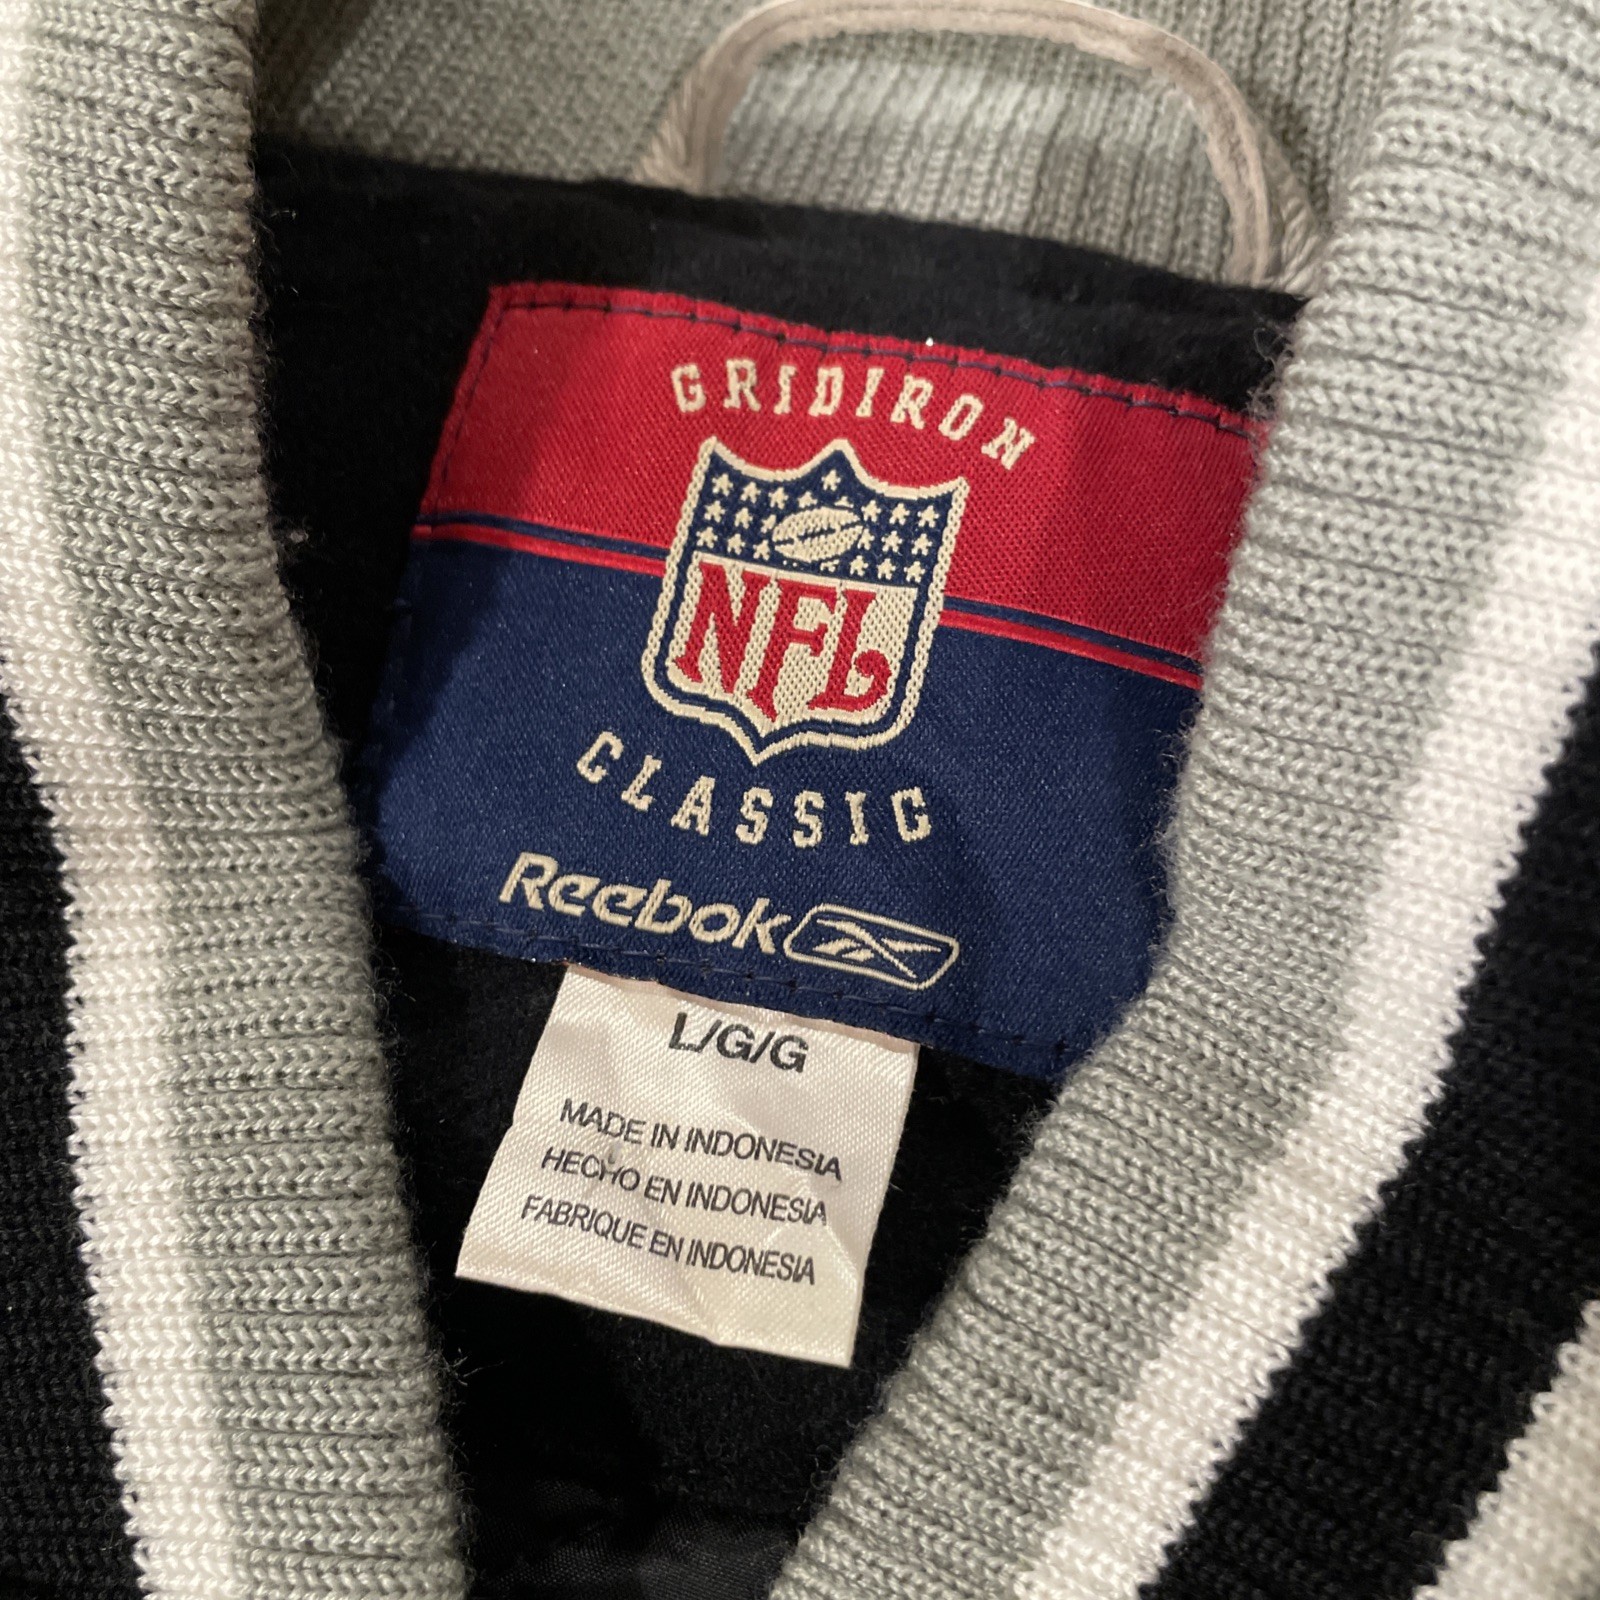 GRIDIRON
NFL
CLASSIC
Reebok
L/G/G
MADE IN INDONESIA
HECHO EN INDONESIA
FABRIQUE EN INDONESIA